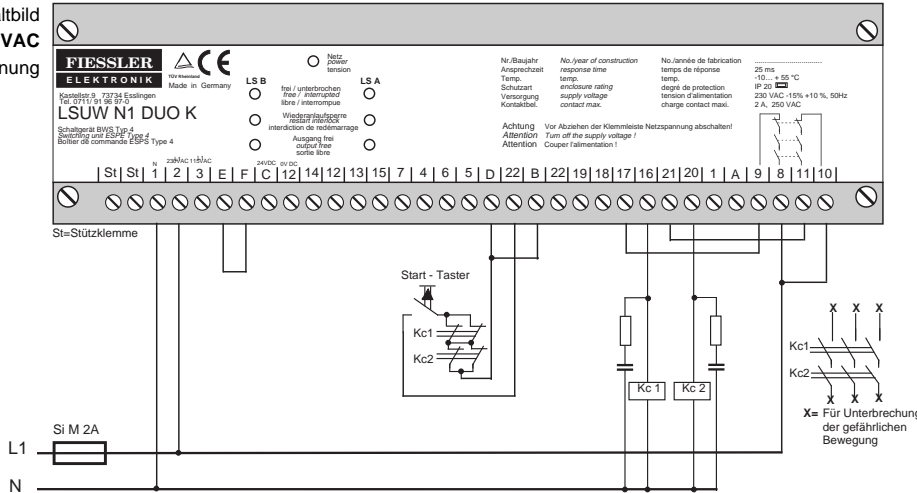 ltbild
VAC
nung
FIESSLER
ELEKTRONIK
TÜV Rheinland
Made in Germany
Kastellstr.9 73734 Esslingen
Tel. 0711/ 91 96 97-0
LSUW N1 DUO K
Schaltgerät BWS Typ 4
Switching unit ESPE Type 4
Boîtier de commande ESPS Type 4
Netz
power
tension
LS B
LS A
frei / unterbrochen
free / interrupted
libre / interrompue
Wiederanlaufsperre
restart interlock
interdiction de redémarrage
Ausgang frei
output free
sortie libre
Nr./Baujahr No./year of construction No./année de fabrication ........................
Ansprechzeit response time temps de réponse 25 ms
Temp. temp. temp. -10... + 55 °C
Schutzart enclosure rating degré de protection IP 20
Versorgung supply voltage tension d'alimentation 230 VAC -15% +10 %, 50Hz
Kontaktbel. contact max. charge contact maxi. 2 A, 250 VAC
Achtung Vor Abziehen der Klemmleiste Netzspannung abschalten!
Attention Turn off the supply voltage !
Attention Couper l'alimentation !
N L1 L1
230VAC 115VAC 24VDC 0V DC
St St 1 2 3 E F C 12 14 12 13 15 7 4 6 5 D 22 B 22 19 18 17 16 21 20 1 A 9 8 11 10
St=Stützklemme
Start - Taster
Kc1
Kc2
Kc 1
Kc 2
X X X
Kc1
Kc2
X X X
X= Für Unterbrechung
der gefährlichen
Bewegung
Si M 2A
L1
N